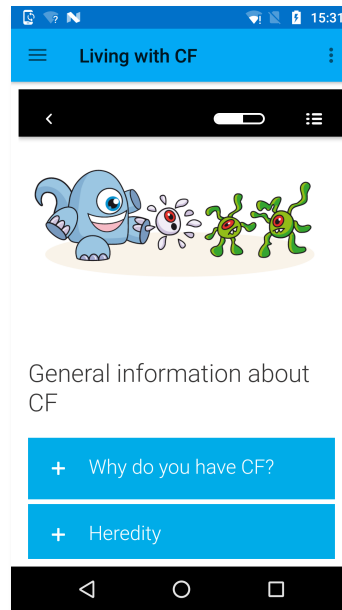 15:31
Living with CF
General information about
CF
+ Why do you have CF?
+ Heredity